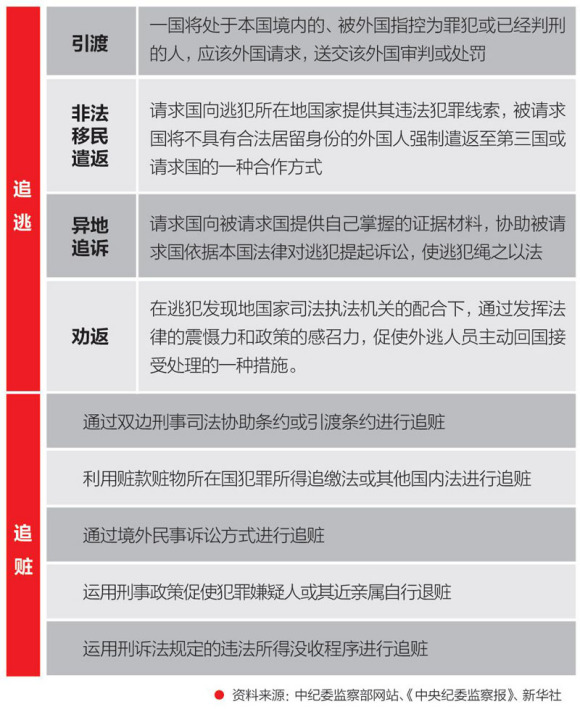 追逃
引渡
一国将处于本国境内的、被外国指控为罪犯或已经判刑
的人，应该外国请求，送交该外国审判或处罚
非法
移民
遣返
请求国向逃犯所在地国家提供其违法犯罪线索，被请求
国将不具有合法居留身份的外国人强制遣返至第三国或
请求国的一种合作方式
异地
追诉
请求国向被请求国提供自己掌握的证据材料，协助被请
求国依据本国法律对逃犯提起诉讼，使逃犯绳之以法
劝返
在逃犯发现地国家司法执法机关的配合下，通过发挥法
律的震慑力和政策的感召力，促使外逃人员主动回国接
受处理的一种措施。
追赃
通过双边刑事司法协助条约或引渡条约进行追赃
利用赃款赃物所在国犯罪所得追缴法或其他国内法进行追赃
通过境外民事诉讼方式进行追赃
运用刑事政策促使犯罪嫌疑人或其近亲属自行退赃
运用刑诉法规定的违法所得没收程序进行追赃
资料来源：中纪委监察部网站、《中央纪委监察报》、新华社